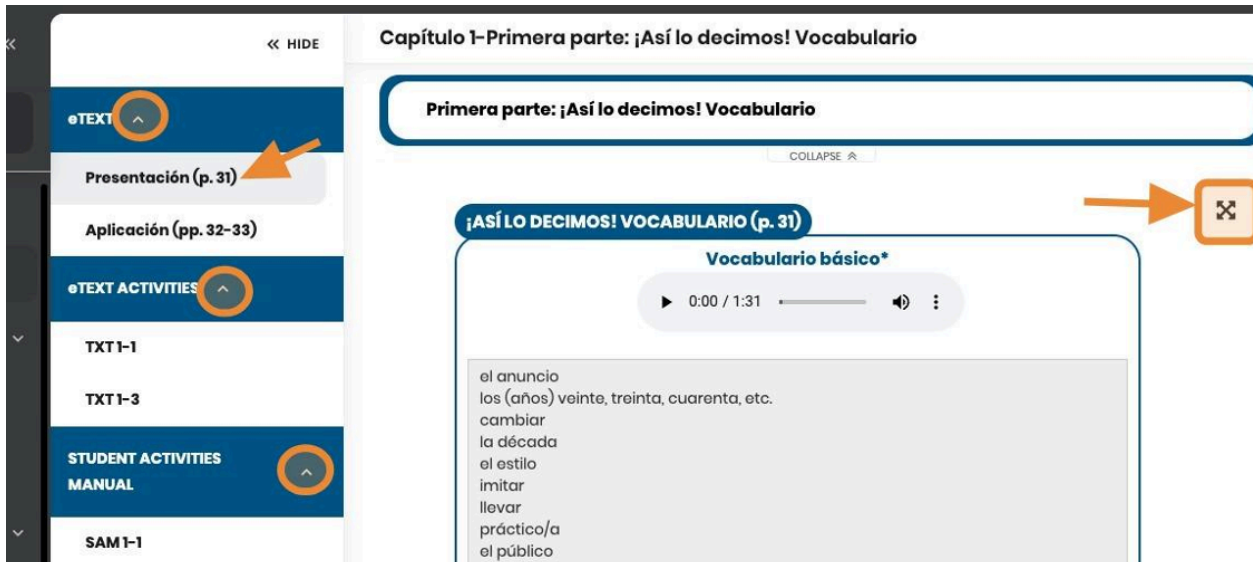 « HIDE
eTEXT
Presentación (p. 31)
Aplicación (pp. 32-33)
eTEXT ACTIVITIES
TXT 1-1
TXT 1-3
STUDENT ACTIVITIES
MANUAL
SAM 1-1
Capítulo 1-Primera parte: ¡Así lo decimos! Vocabulario
Primera parte: ¡Así lo decimos! Vocabulario
COLLAPSE
¡ASÍ LO DECIMOS! VOCABULARIO (p. 31)
Vocabulario básico*
0:00 / 1:31
el anuncio
los (años) veinte, treinta, cuarenta, etc.
cambiar
la década
el estilo
imitar
llevar
práctico/a
el público